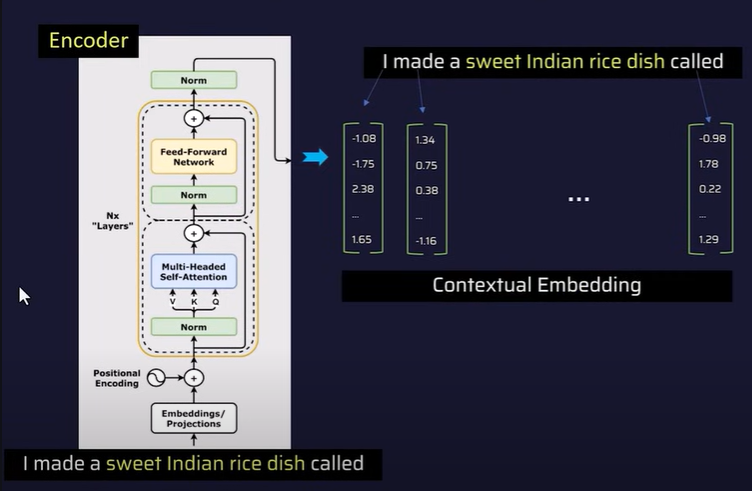 Encoder
Norm
+
Feed-Forward
Network
Norm
Nx
"Layers"
+
Multi-Headed
Self-Attention
V K Q
Norm
Positional
Encoding
+
Embeddings/
Projections
I made a sweet Indian rice dish called
I made a sweet Indian rice dish called
-1.08
-1.75
2.38
...
1.65
1.34
0.75
0.38
...
-1.16
...
-0.98
1.78
0.22
...
1.29
Contextual Embedding